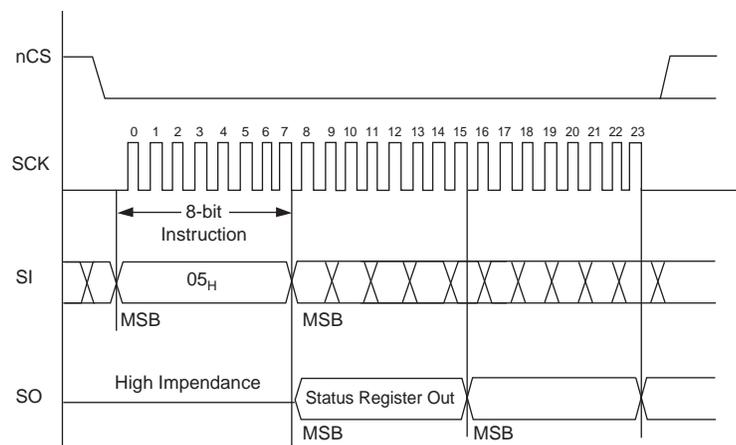 nCS
0 1 2 3 4 5 6 7 8 9 10 11 12 13 14 15 16 17 18 19 20 21 22 23
SCK
8-bit
Instruction
SI
05H
MSB
MSB
SO
High Impendance
Status Register Out
MSB
MSB